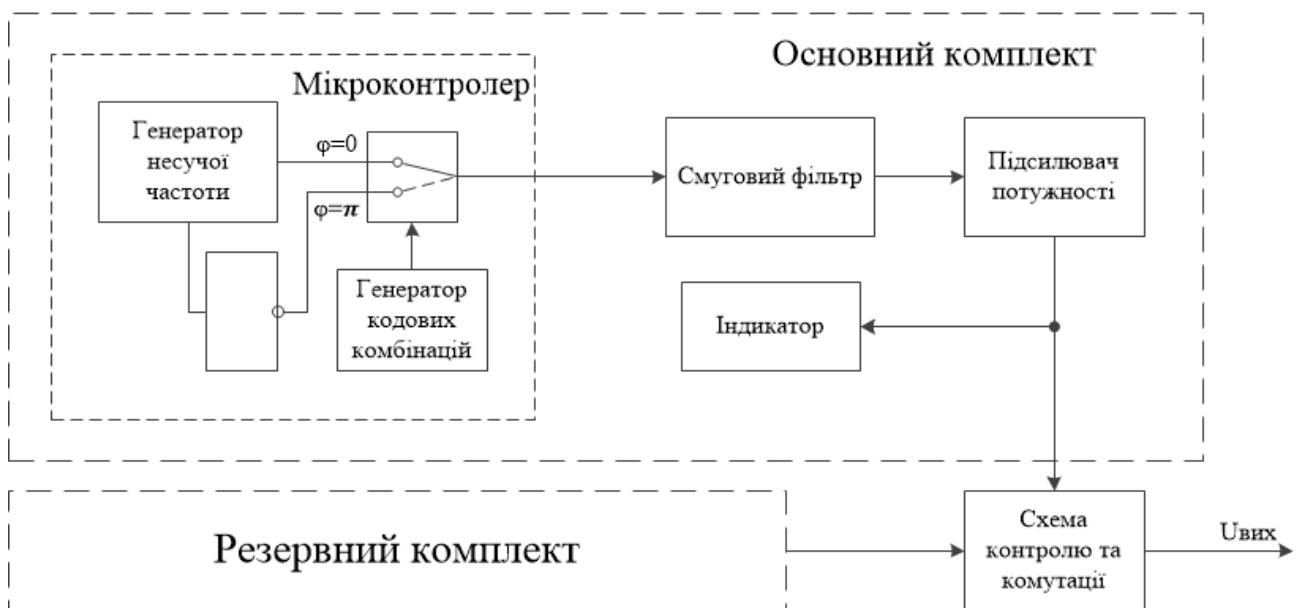 Основний комплект
Мікроконтролер
Генератор
несучої
частоти
φ=0
φ=π
Генератор
кодових
комбінацій
Смуговий фільтр
Підсилювач
потужності
Індикатор
Резервний комплект
Схема
контролю та
комутації
Uвих